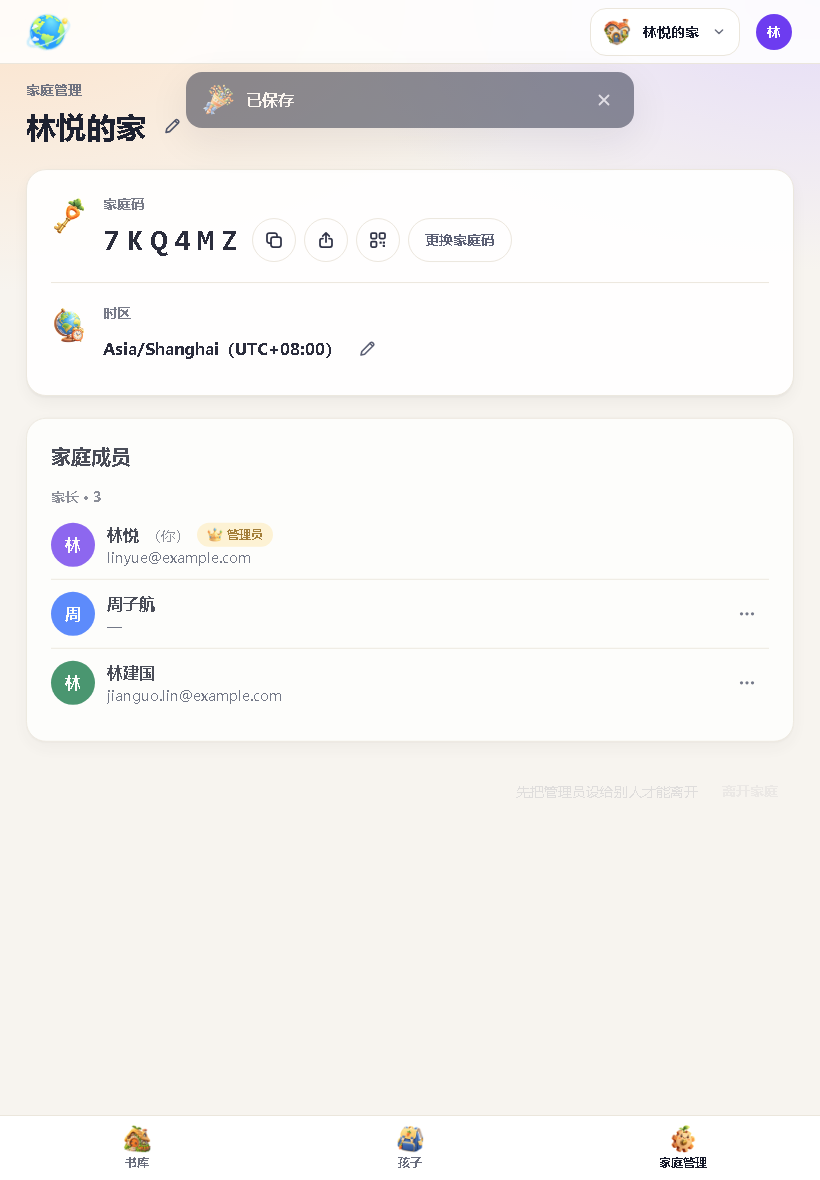 林悦的家
林
家庭管理
已保存
林悦的家
家庭码
7KQ4MZ
更换家庭码
时区
Asia/Shanghai (UTC+08:00)
家庭成员
家长 • 3
林
林悦 (你) 管理员
linyue@example.com
周
周子航
—
林
林建国
jianguo.lin@example.com
先把管理员设给别人才能离开 离开家庭
书库
孩子
家庭管理